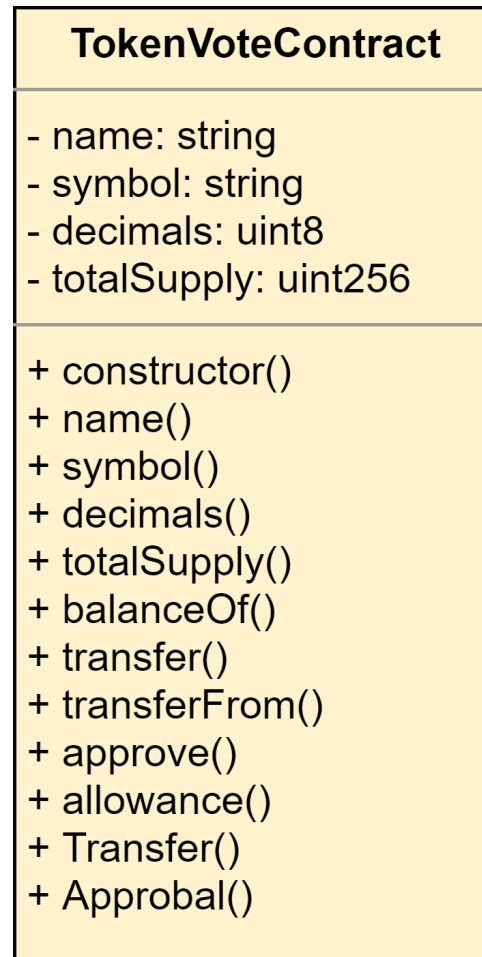 TokenVoteContract
- name: string
- symbol: string
- decimals: uint8
- totalSupply: uint256
+ constructor()
+ name()
+ symbol()
+ decimals()
+ totalSupply()
+ balanceOf()
+ transfer()
+ transferFrom()
+ approve()
+ allowance()
+ Transfer()
+ Approbal()